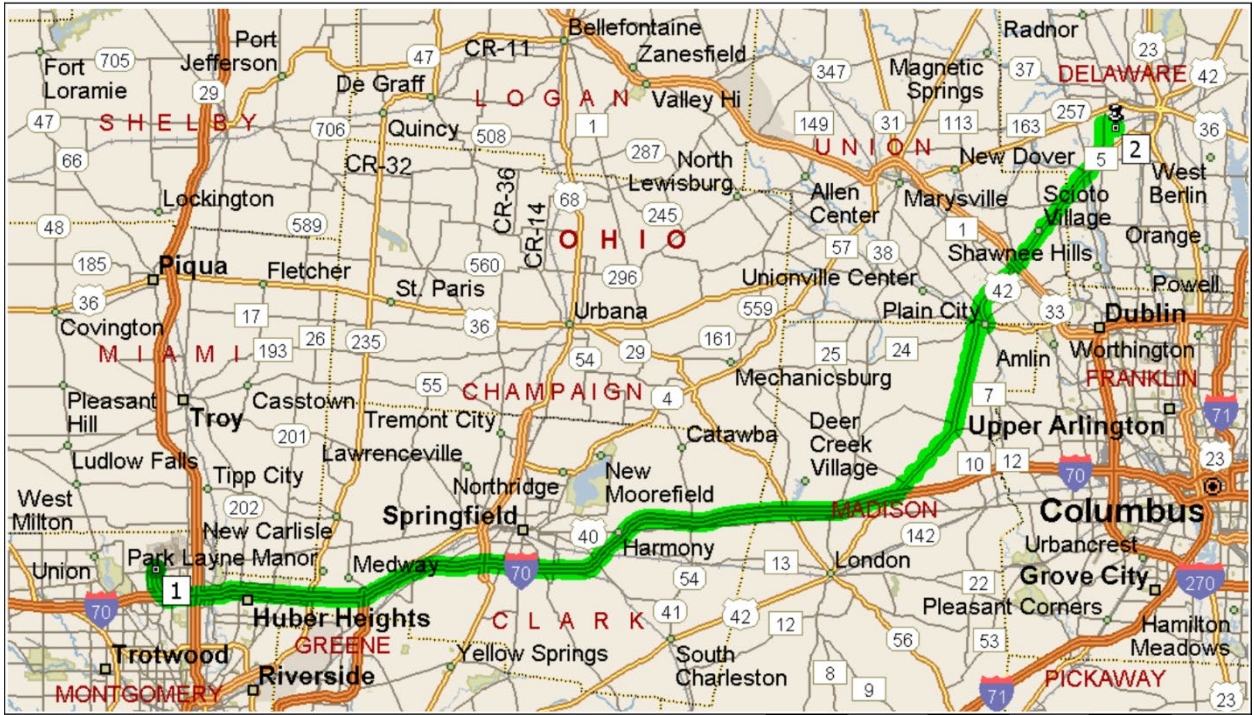 Radnor
Bellefontaine
Port
Jefferson
CR-11
47
Zanesfield
23
705
Fort
Loramie
De Graff
347
Magnetic
Springs
37
DELAWARE
42
29
L O G A N
Valley Hi
S H E L B Y
47
706
Quincy
508
1
149
31
113
163
257
36
66
CR-32
287
U N I O N
New Dover
5
2
North
Lewisburg
Allen
Center
Marysville
Scioto
Village
West
Berlin
Lockington
CR-36
68
245
48
589
CR-14
O H I O
57
38
1
Shawnee Hills
Orange
185
Piqua
Fletcher
560
296
Unionville Center
42
Powell
36
St. Paris
Urbana
559
Plain City
33
Dublin
Covington
17
26
235
36
161
M I A M I
193
54
29
25
24
Amlin
Worthington
Mechanicsburg
FRANKLIN
Pleasant
Hill
Casstown
55
CHAMPAIGN
4
7
71
Troy
Tremont City
Deer
Creek
Village
Upper Arlington
201
Catawba
Ludlow Falls
Lawrenceville
10
12
70
23
Tipp City
Northridge
New
Moorefield
West
Milton
202
New Carlisle
Springfield
MADISON
Columbus
40
Harmony
142
Urbancrest
Union
Park Layne Manor
Medway
70
13
London
Grove City
270
1
54
22
70
Huber Heights
41
42
12
Pleasant Corners
Hamilton
Meadows
GREENE
C L A R K
56
53
Trotwood
Yellow Springs
South
Charleston
8
9
Riverside
MONTGOMERY
71
PICKAWAY
23